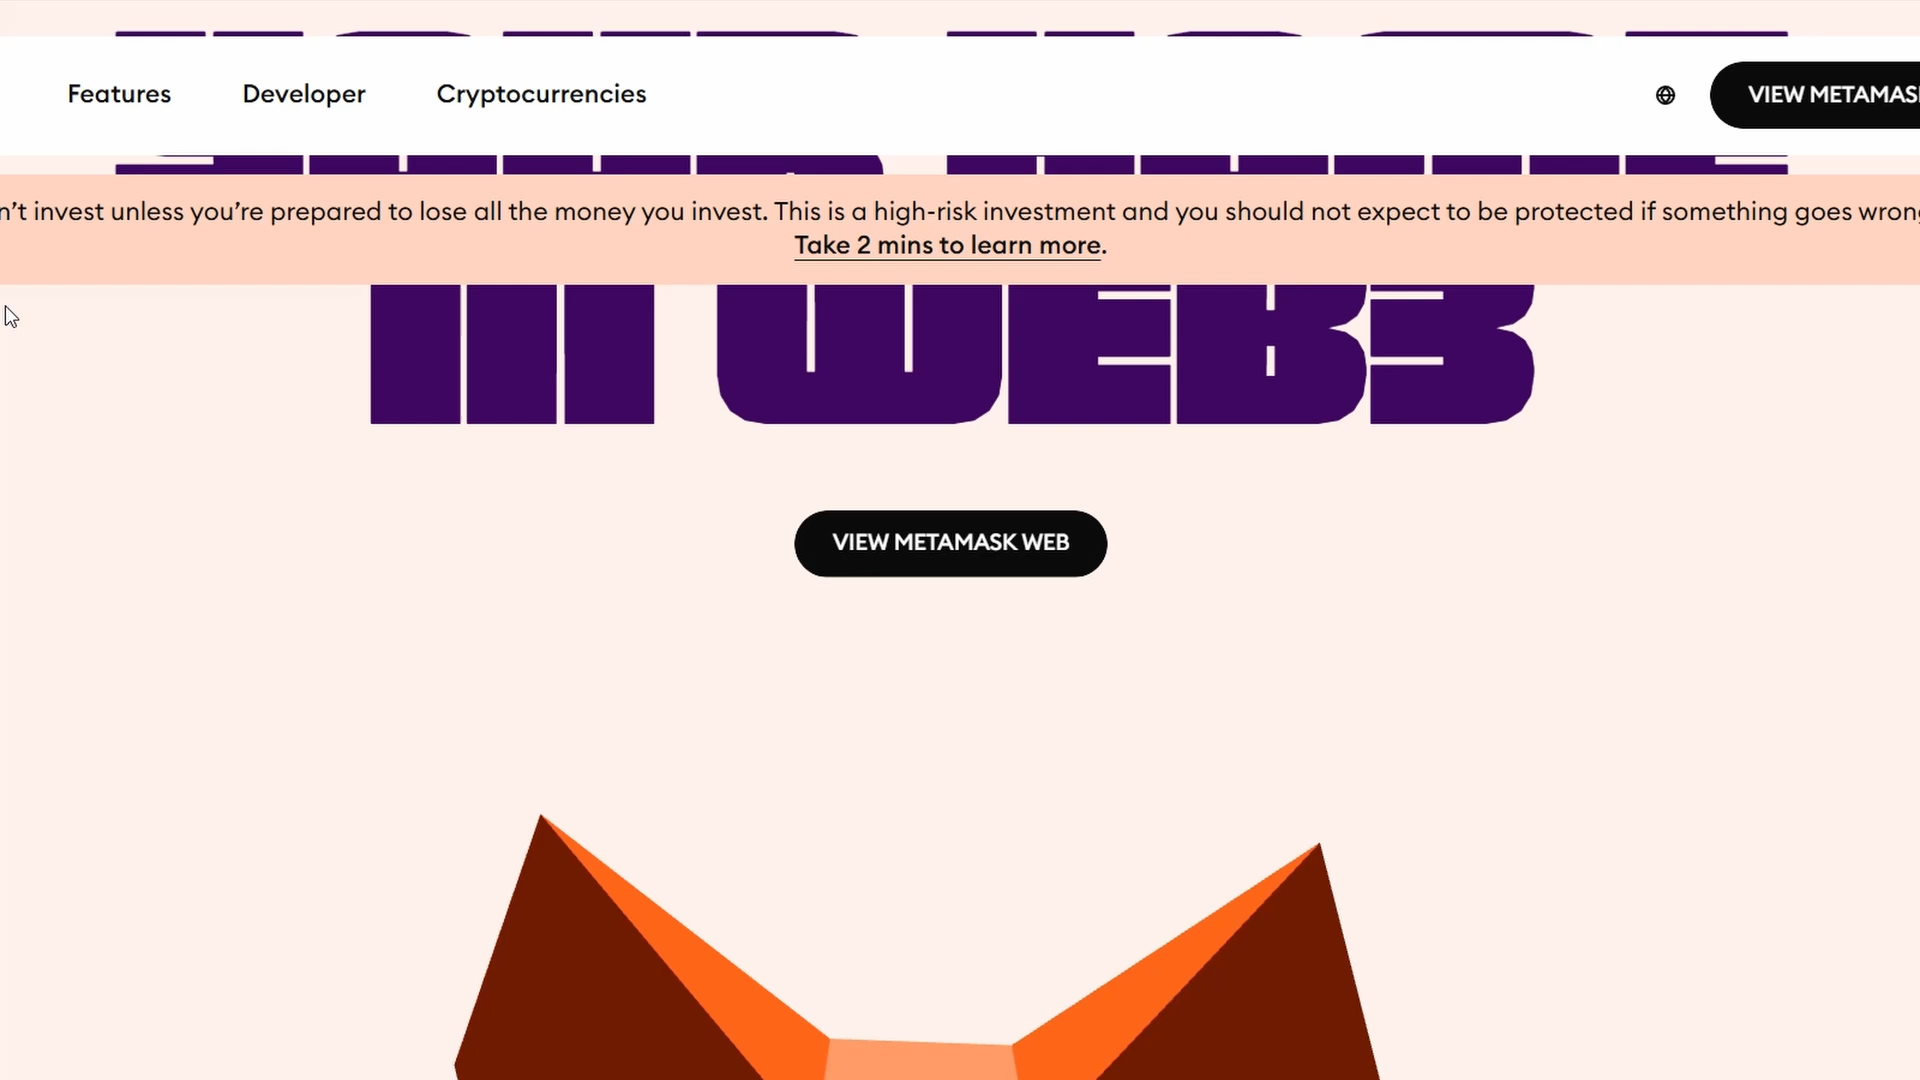 Features Developer Cryptocurrencies VIEW METAMAS
n't invest unless you're prepared to lose all the money you invest. This is a high-risk investment and you should not expect to be protected if something goes wrong
Take 2 mins to learn more.
WEB3
VIEW METAMASK WEB